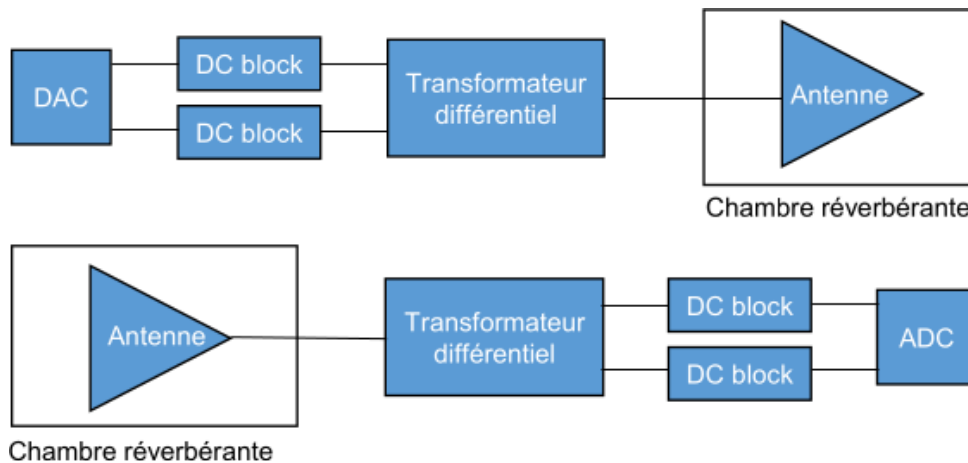 DAC
DC block
DC block
Transformateur
différentiel
Antenne
Chambre réverbérante
Antenne
Chambre réverbérante
Transformateur
différentiel
DC block
DC block
ADC